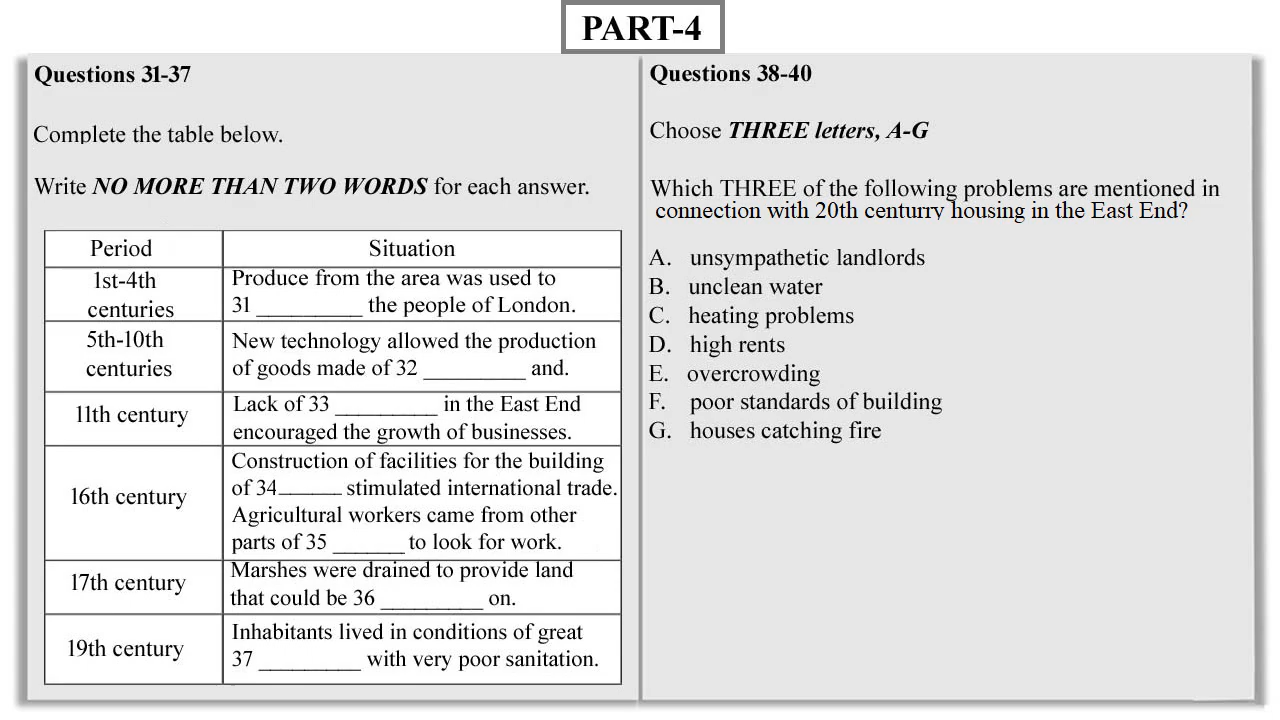 PART-4
Questions 31-37
Complete the table below.
Write NO MORE THAN TWO WORDS for each answer.
Period
Situation
1st-4th
centuries
Produce from the area was used to
31 _________ the people of London.
5th-10th
centuries
New technology allowed the production
of goods made of 32 _________ and.
11th century
Lack of 33 _________ in the East End
encouraged the growth of businesses.
16th century
Construction of facilities for the building
of 34______ stimulated international trade.
Agricultural workers came from other
parts of 35 ______ to look for work.
17th century
Marshes were drained to provide land
that could be 36 _________ on.
19th century
Inhabitants lived in conditions of great
37 _________ with very poor sanitation.
Questions 38-40
Choose THREE letters, A-G
Which THREE of the following problems are mentioned in
connection with 20th centurry housing in the East End?
A. unsympathetic landlords
B. unclean water
C. heating problems
D. high rents
E. overcrowding
F. poor standards of building
G. houses catching fire